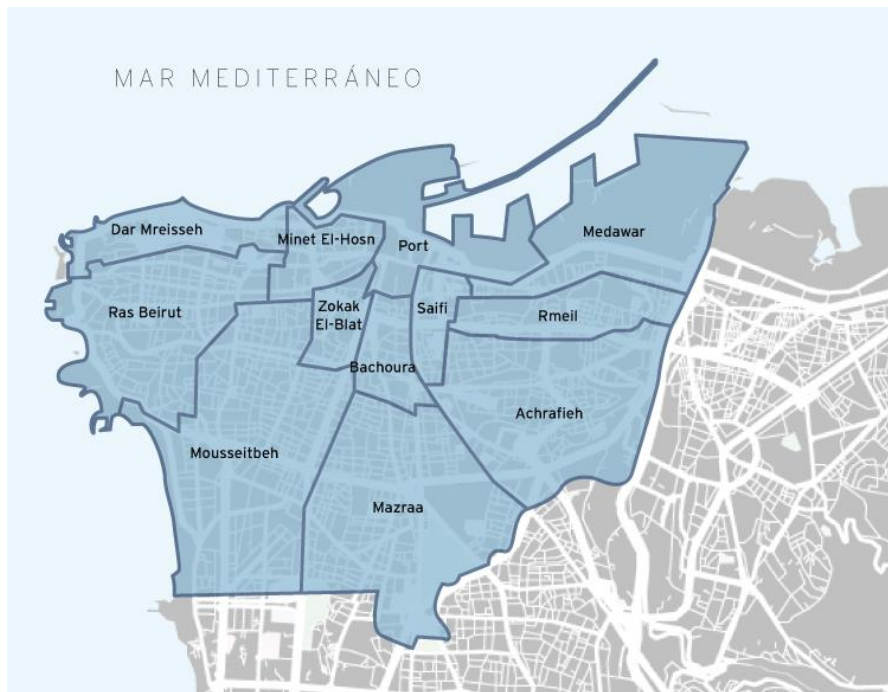 MAR MEDITERRÁNEO
Dar Mreisseh
Minet El-Hosn
Port
Medawar
Ras Beirut
Zokak
El-Blat
Saifi
Rmeil
Bachoura
Achrafieh
Mousseitbeh
Mazraa